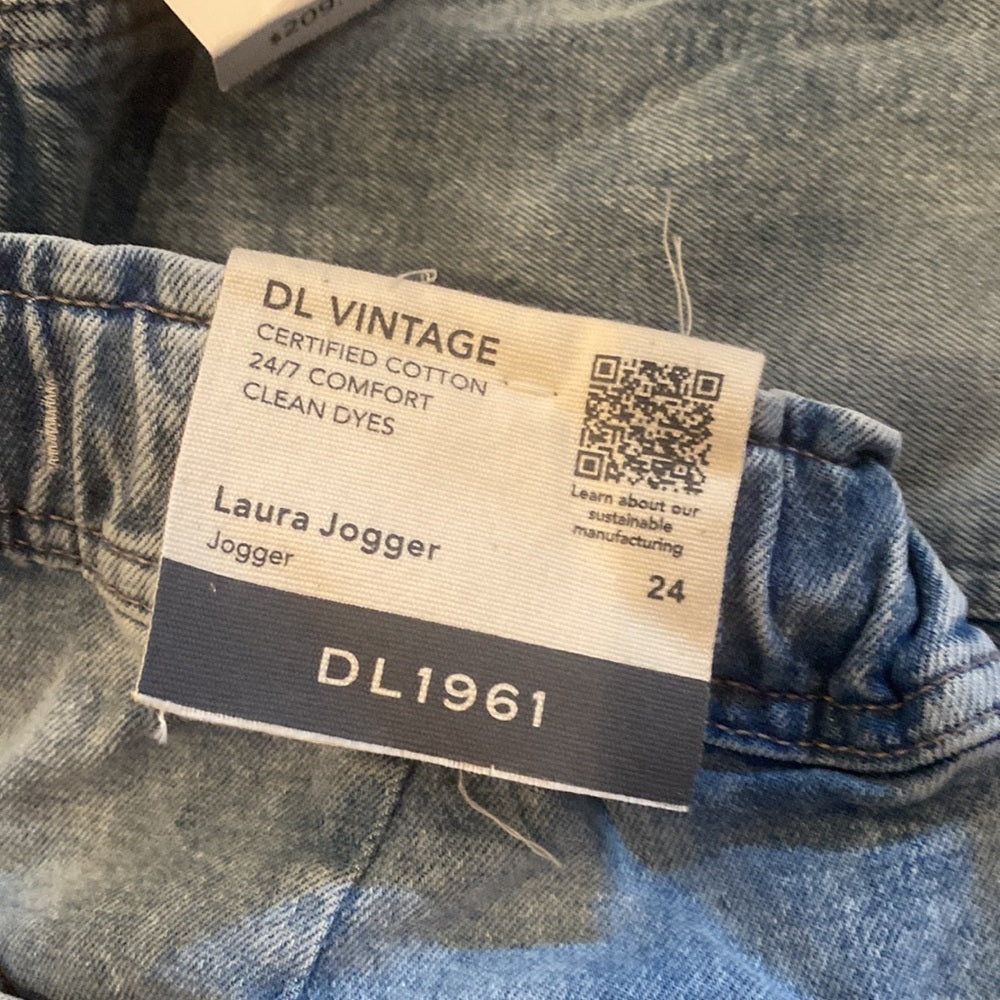 $209.
DL VINTAGE
CERTIFIED COTTON
24/7 COMFORT
CLEAN DYES
Learn about our
sustainable
manufacturing
Laura Jogger
Jogger
24
DL1961